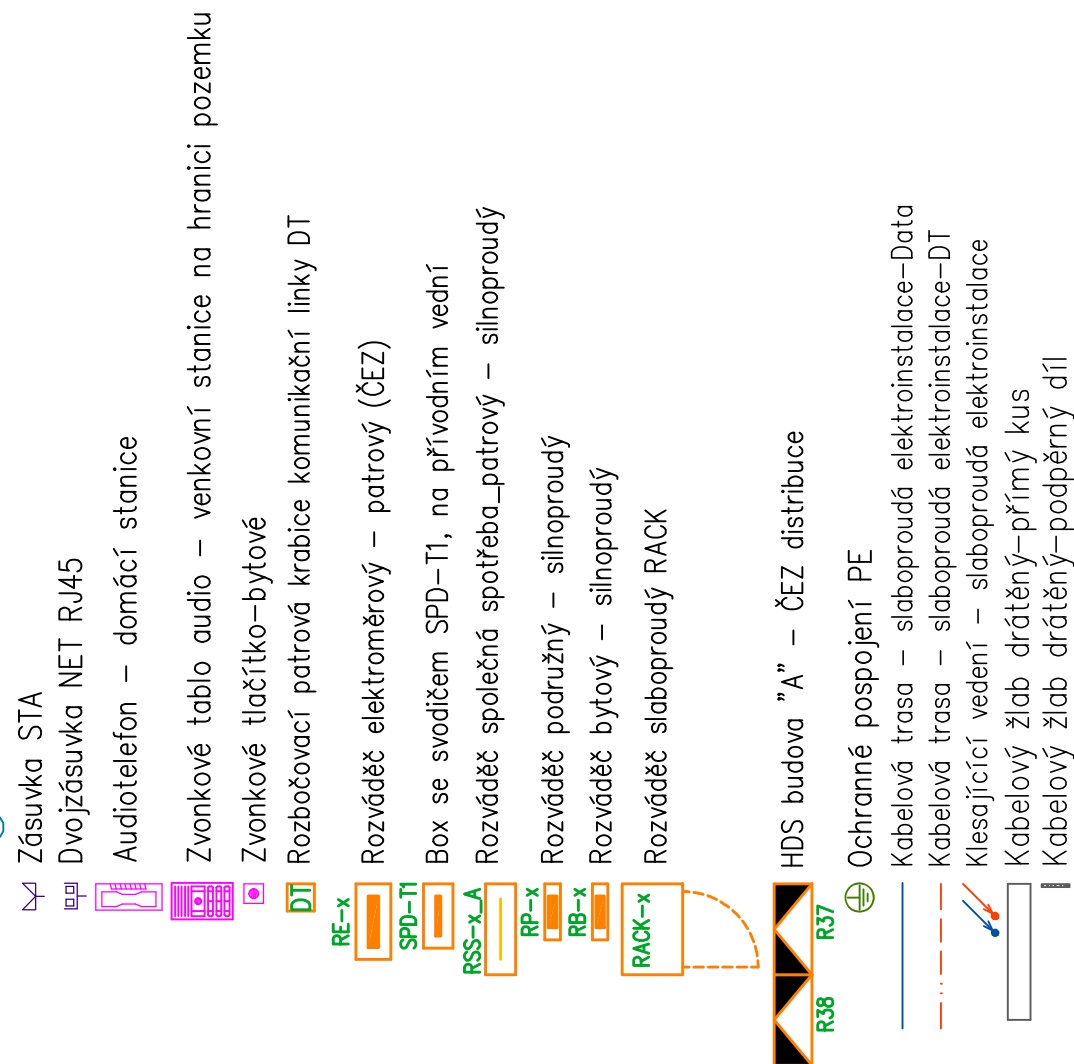 Zásuvka STA
Dvojzásuvka NET RJ45
Audiotelefon – domácí stanice
Zvonkové tablo audio – venkovní stanice na hranici pozemku
Zvonkové tlačítko–bytové
DT Rozbočovací patrová krabice komunikační linky DT
RE–x Rozváděč elektroměrový – patrový (ČEZ)
SPD–T1 Box se svodičem SPD–T1, na přívodním vední
RSS–x_A Rozváděč společná spotřeba_patrový – silnoproudý
RP–x Rozváděč podružný – silnoproudý
RB–x Rozváděč bytový – silnoproudý
RACK–x Rozváděč slaboproudý RACK
R38 R37 HDS budova "A" – ČEZ distribuce
Ochranné pospojení PE
Kabelová trasa – slaboproudá elektroinstalace–Data
Kabelová trasa – slaboproudá elektroinstalace–DT
Klesajícící vedení – slaboproudá elektroinstalace
Kabelový žlab drátěný–přímý kus
Kabelový žlab drátěný–podpěrný díl